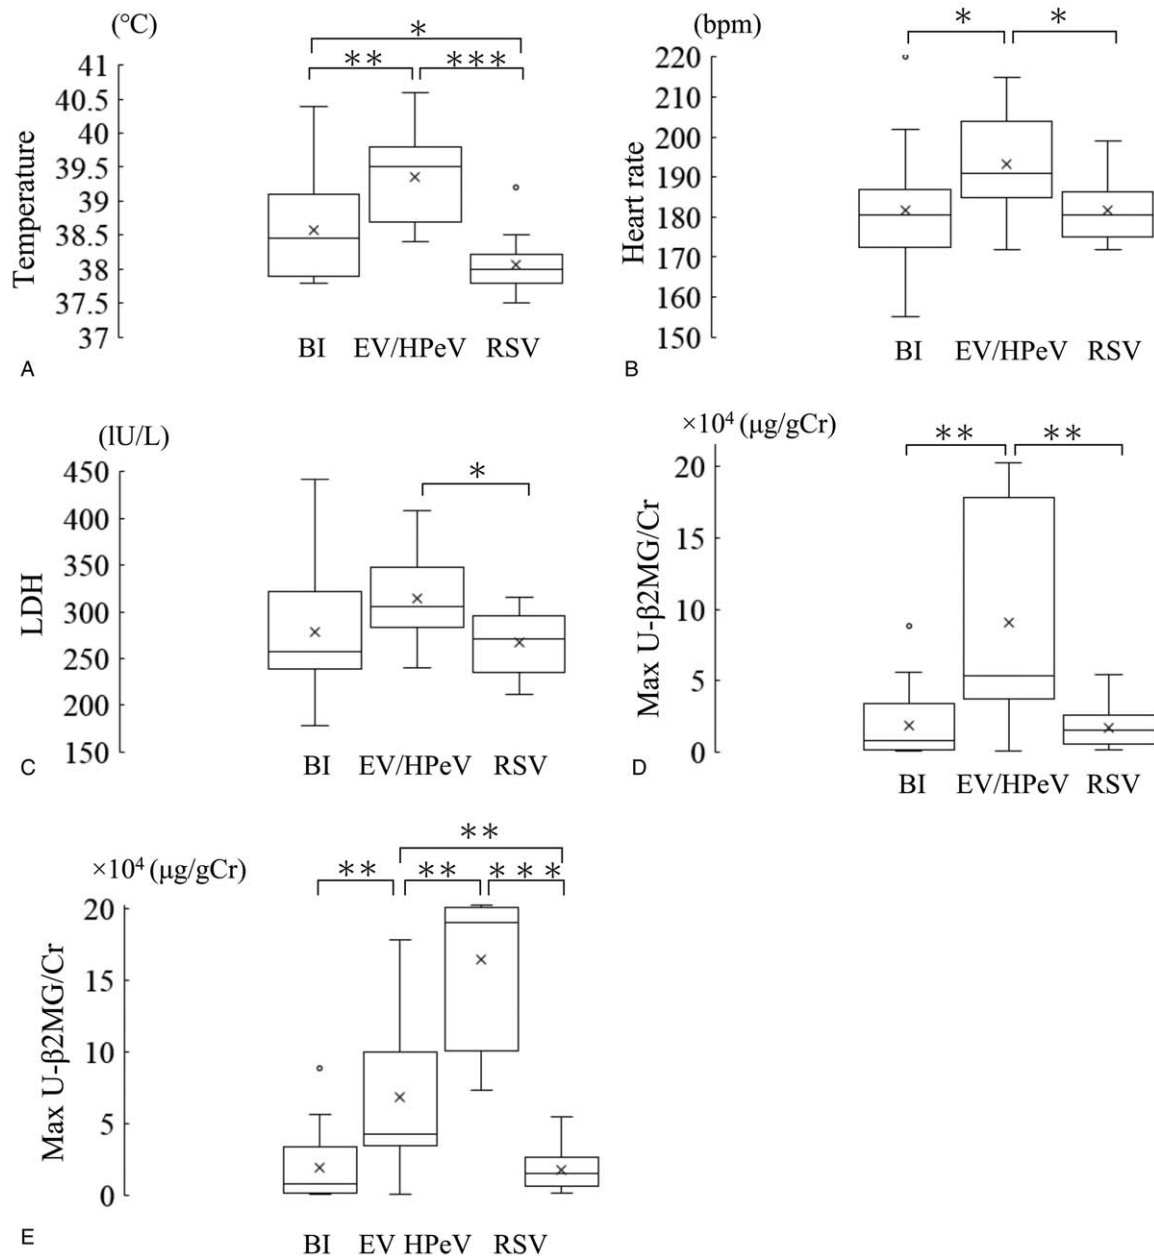 (°C)
*
** ***
41
40.5
40
39.5
39
38.5
38
37.5
37
Temperature
BI EV/HPeV RSV
A
(bpm)
* *
220
210
200
190
180
170
160
150
Heart rate
BI EV/HPeV RSV
B
(lU/L)
*
450
400
350
300
250
200
150
LDH
BI EV/HPeV RSV
C
×10⁴ (µg/gCr)
** **
20
15
10
5
0
Max U-β2MG/Cr
BI EV/HPeV RSV
D
×10⁴ (µg/gCr)
**
** ** ***
20
15
10
5
0
Max U-β2MG/Cr
BI EV HPeV RSV
E